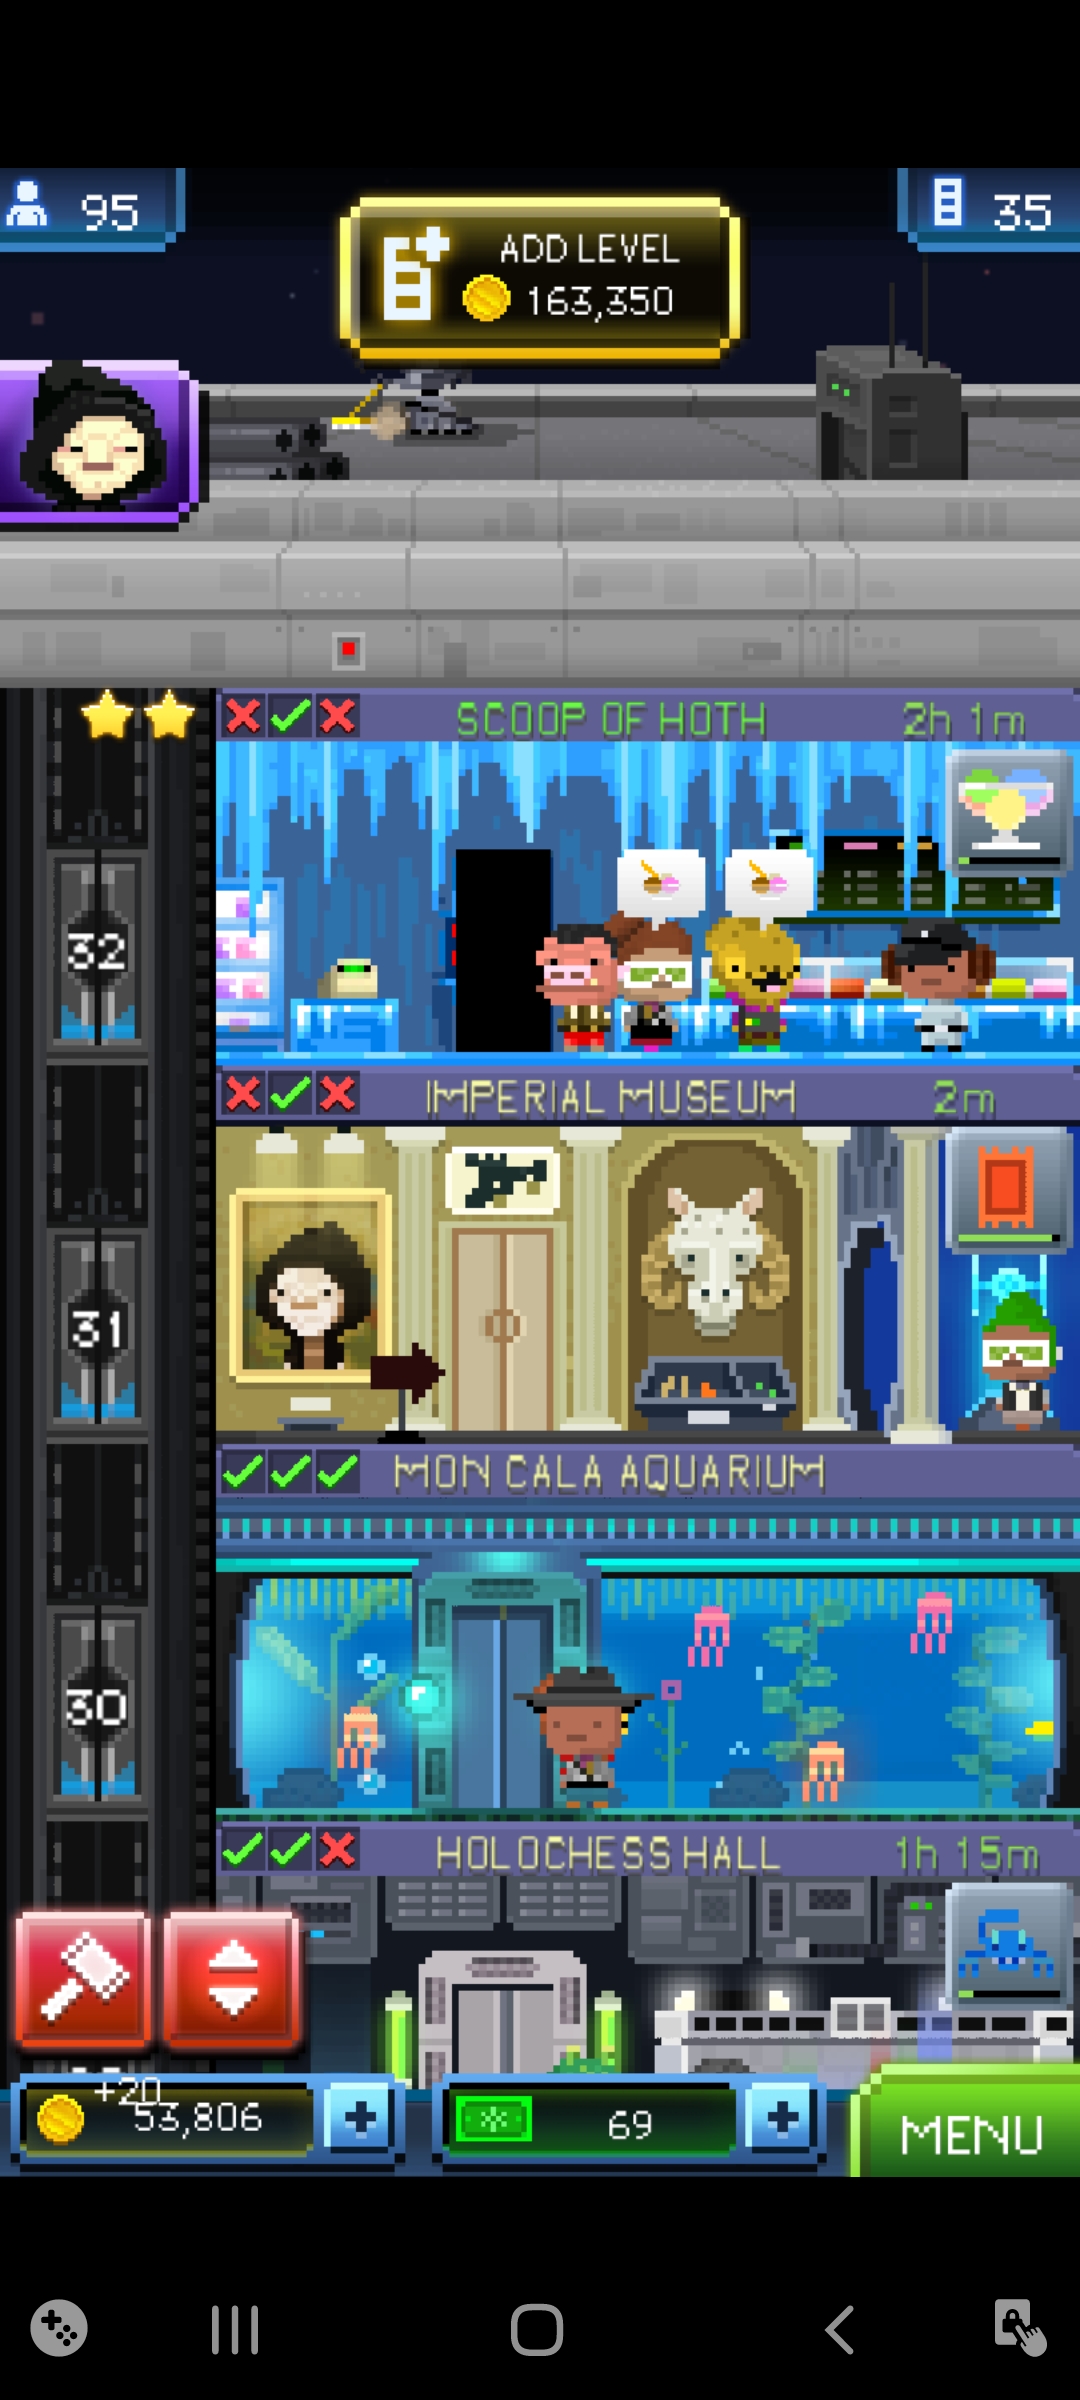 95
ADD LEVEL
163,350
35
SCOOP OF HOTH 2h 1m
32
IMPERIAL MUSEUM 2m
31
MON CALA AQUARIUM
30
HOLOCHESS HALL 1h 15m
+20
53,806
69
MENU